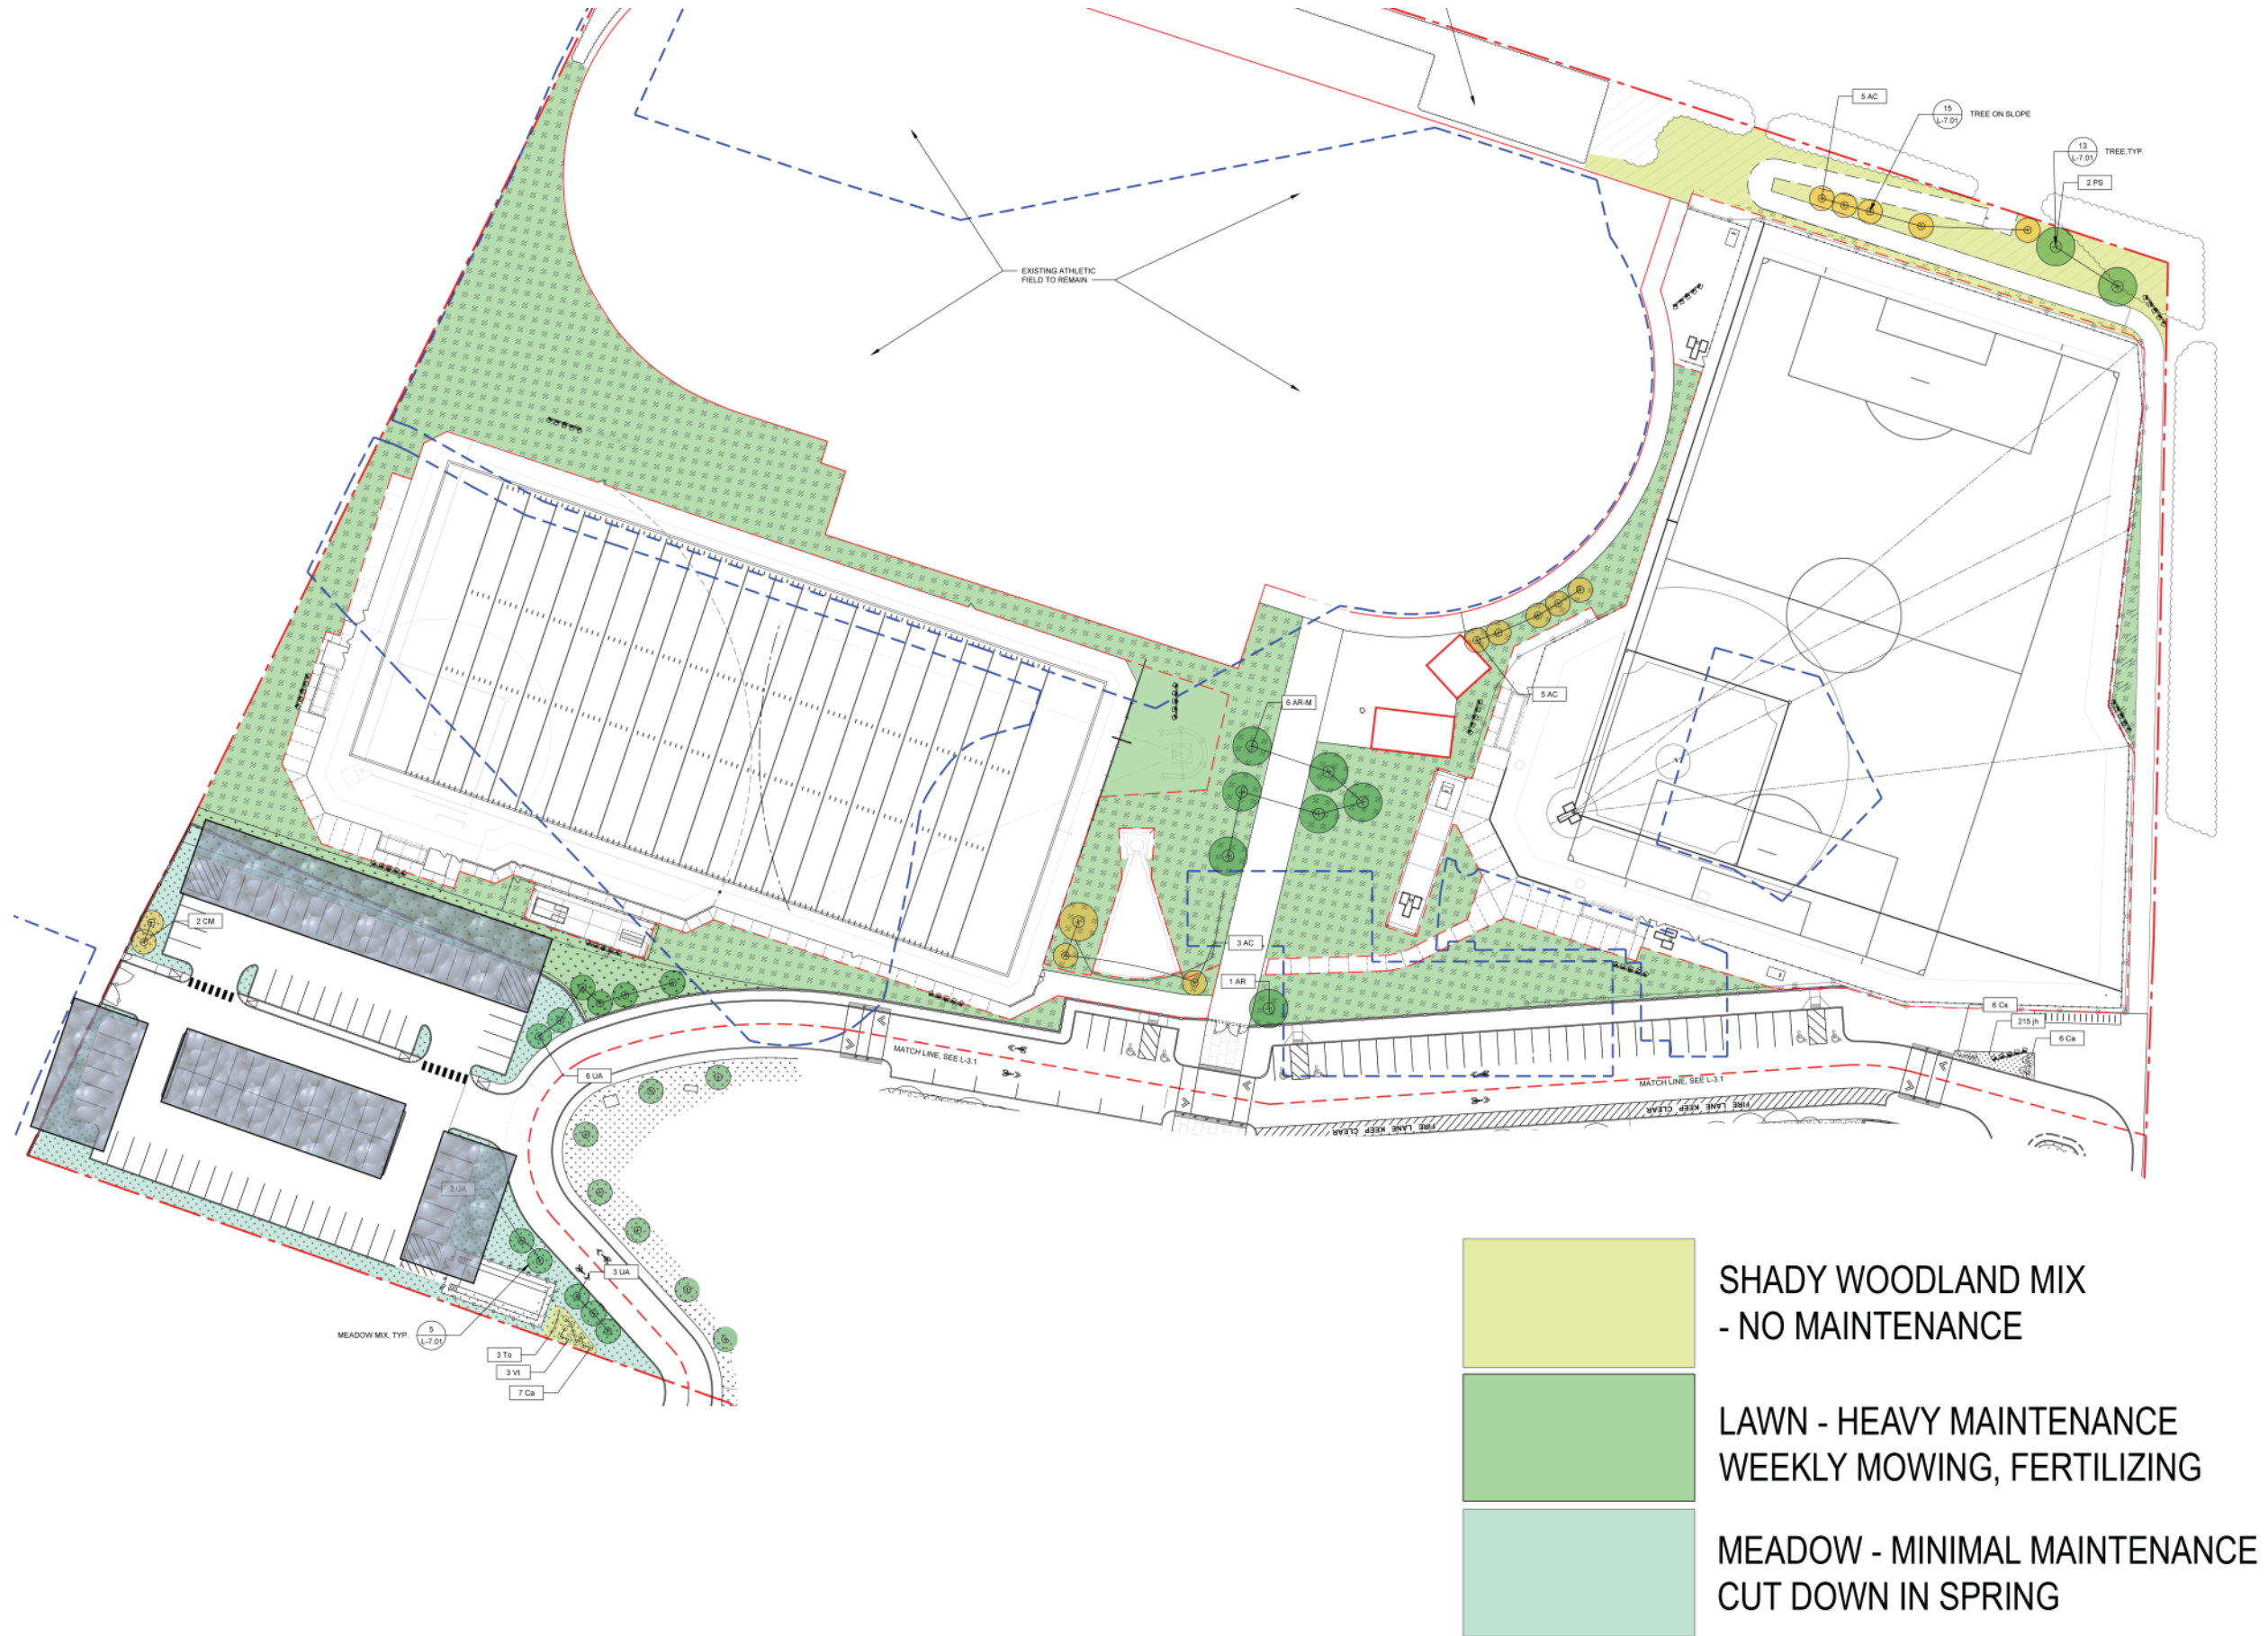 5 AC
15
L-7.01
TREE ON SLOPE
13
L-7.01
TREE,TYP.
2 PS
EXISTING ATHLETIC
FIELD TO REMAIN
5 AC
6 AR-M
2 CM
3 AC
1 AR
6 Ca
215 jh
6 Ca
MATCH LINE, SEE L-3.1
MATCH LINE, SEE L-3.1
6 UA
FIRE LANE KEEP CLEAR
FIRE LANE KEEP CLEAR
3 UA
MEADOW MIX, TYP.
5
L-7.01
3 To
3 Vt
7 Ca
SHADY WOODLAND MIX
- NO MAINTENANCE
LAWN - HEAVY MAINTENANCE
WEEKLY MOWING, FERTILIZING
MEADOW - MINIMAL MAINTENANCE
CUT DOWN IN SPRING